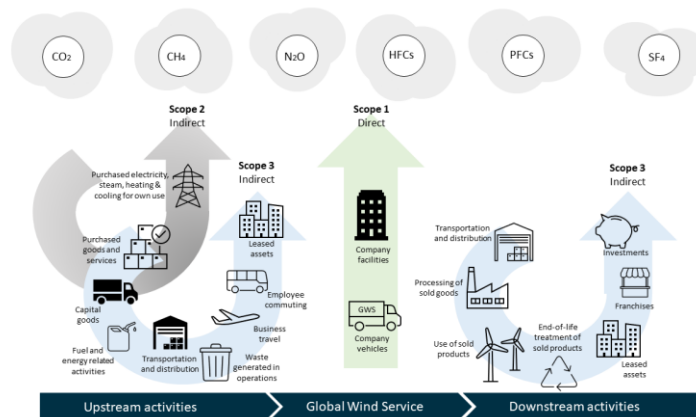 CO₂
CH₄
N₂O
HFCs
PFCs
SF₄
Scope 2
Indirect
Scope 1
Direct
Scope 3
Indirect
Scope 3
Indirect
Purchased electricity,
steam, heating &
cooling for own use
Purchased
goods and
services
Capital
goods
Fuel and
energy related
activities
Transportation
and distribution
Waste
generated in
operations
Business
travel
Employee
commuting
Leased
assets
Company
facilities
GWS
Company
vehicles
Transportation
and distribution
Processing of
sold goods
Use of sold
products
End-of-life
treatment of
sold products
Leased
assets
Franchises
Investments
Upstream activities
Global Wind Service
Downstream activities